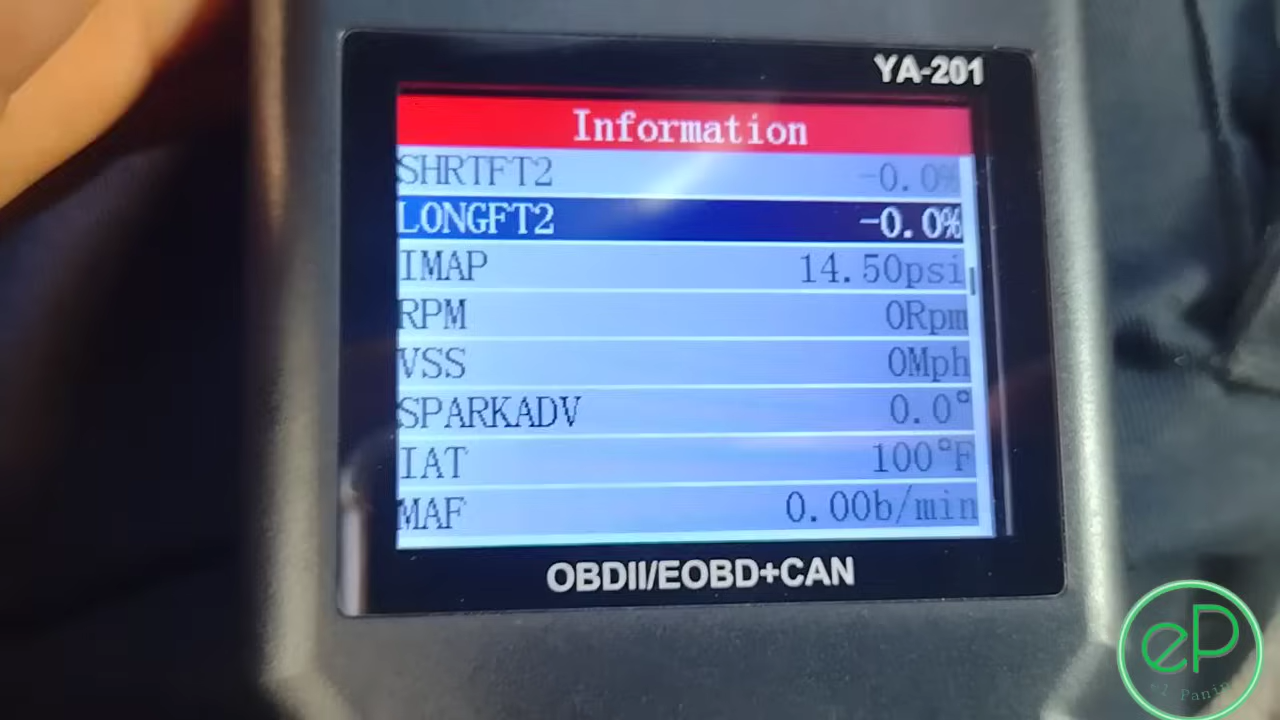 YA-201
Information
SHRTFT2 -0.0%
LONGFT2 -0.0%
IMAP 14.50psi
RPM 0Rpm
VSS 0Mph
SPARKADV 0.0°
IAT 100°F
MAF 0.00b/min
OBDII/EOBD+CAN
eP